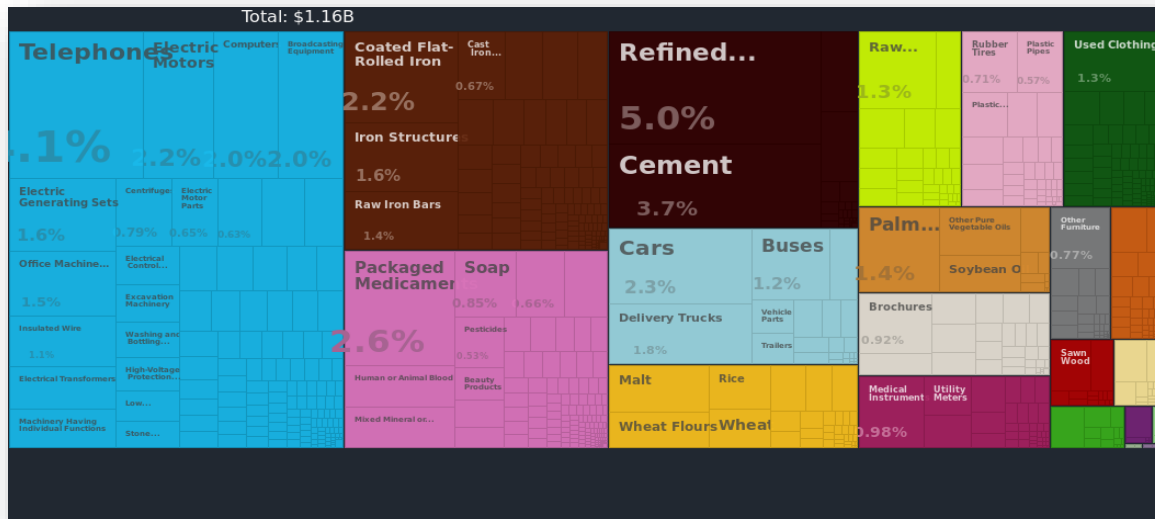 Total: $1.16B
Telephones
.1%
Electric
Motors
2.2%
Computers
2.0%
Broadcasting
Equipment
2.0%
Electric
Generating Sets
1.6%
Centrifuges
0.79%
Electric
Motor
Parts
0.65%
0.63%
Office Machine...
1.5%
Electrical
Control...
Excavation
Machinery
Insulated Wire
1.1%
Washing and
Bottling...
Electrical Transformers
High-Voltage
Protection...
Low...
Machinery Having
Individual Functions
Stone...
Coated Flat-
Rolled Iron
2.2%
Cast
Iron...
0.67%
Iron Structures
1.6%
Raw Iron Bars
1.4%
Packaged
Medicamen
2.6%
Soap
0.85%
0.66%
Pesticides
0.53%
Human or Animal Blood
Beauty
Products
Mixed Mineral or...
Refined...
5.0%
Cement
3.7%
Cars
2.3%
Buses
1.2%
Delivery Trucks
1.8%
Vehicle
Parts
Trailers
Malt
Rice
Wheat Flours
Wheat
Raw...
1.3%
Rubber
Tires
0.71%
Plastic
Pipes
0.57%
Plastic...
Used Clothing
1.3%
Palm...
1.4%
Other Pure
Vegetable Oils
Soybean O
Other
Furniture
0.77%
Brochures
0.92%
Sawn
Wood
Medical
Instrument
0.98%
Utility
Meters